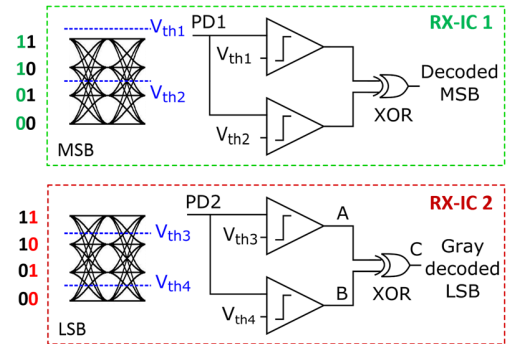 RX-IC 1
11
10
01
00
Vth1
Vth2
MSB
PD1
Vth1
Vth2
XOR
Decoded
MSB
RX-IC 2
11
10
01
00
Vth3
Vth4
LSB
PD2
Vth3
Vth4
A
B
C
XOR
Gray
decoded
LSB